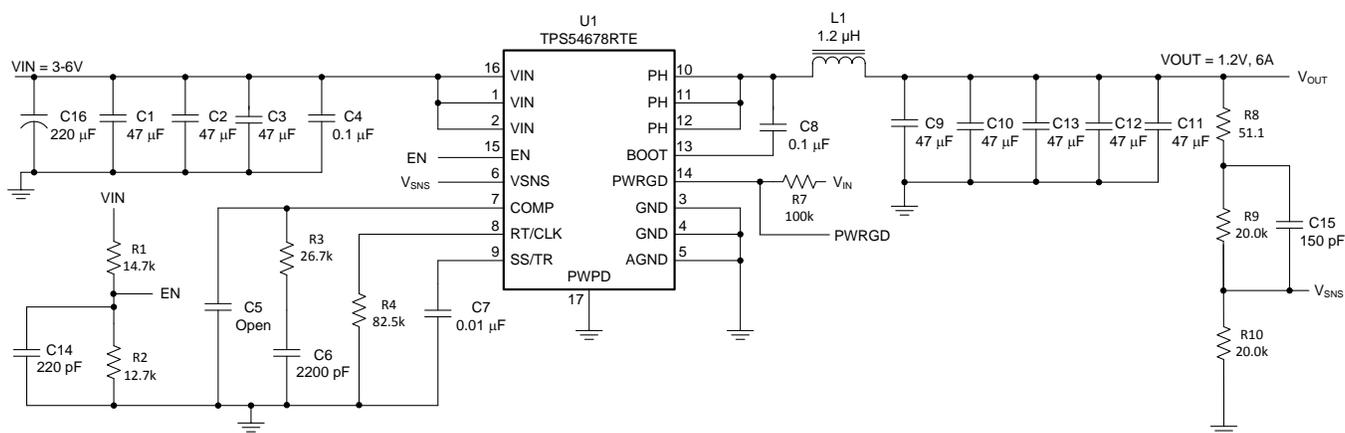 U1
TPS54678RTE
L1
1.2 µH
VIN = 3-6V
VOUT = 1.2V, 6A
VOUT
16 VIN
1 VIN
2 VIN
15 EN
6 VSNS
7 COMP
8 RT/CLK
9 SS/TR
PH 10
PH 11
PH 12
BOOT 13
PWRGD 14
GND 3
GND 4
AGND 5
PWPD
17
EN
VSNS
C16
220 µF
C1
47 µF
C2
47 µF
C3
47 µF
C4
0.1 µF
C8
0.1 µF
VIN
R7
100k
PWRGD
C9
47 µF
C10
47 µF
C13
47 µF
C12
47 µF
C11
47 µF
R8
51.1
R9
20.0k
C15
150 pF
VSNS
R10
20.0k
VIN
R1
14.7k
EN
C14
220 pF
R2
12.7k
C5
Open
R3
26.7k
C6
2200 pF
R4
82.5k
C7
0.01 µF